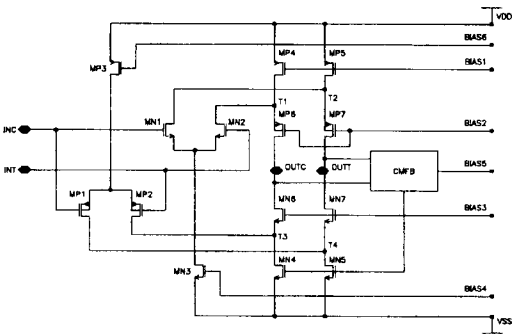 VDD
MP4 MP5
BIAS6
MP3
BIAS1
T1 T2
MN1 MN2 MP6 MP7
BIAS2
INC
INT
OUTC OUTT CMFB BIAS5
MP1 MP2
MN6 MN7
BIAS3
T3 T4
MN3 MN4 MN5
BIAS4
VSS